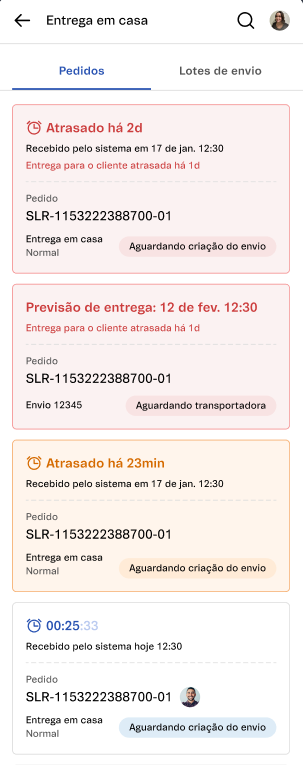 Entrega em casa
Pedidos
Lotes de envio
Atrasado há 2d
Recebido pelo sistema em 17 de jan. 12:30
Entrega para o cliente atrasada há 1d
Pedido
SLR-1153222388700-01
Entrega em casa
Normal
Aguardando criação do envio
Previsão de entrega: 12 de fev. 12:30
Entrega para o cliente atrasada há 1d
Pedido
SLR-1153222388700-01
Envio 12345
Aguardando transportadora
Atrasado há 23min
Recebido pelo sistema em 17 de jan. 12:30
Pedido
SLR-1153222388700-01
Entrega em casa
Normal
Aguardando criação do envio
00:25:33
Recebido pelo sistema hoje 12:30
Pedido
SLR-1153222388700-01
Entrega em casa
Normal
Aguardando criação do envio